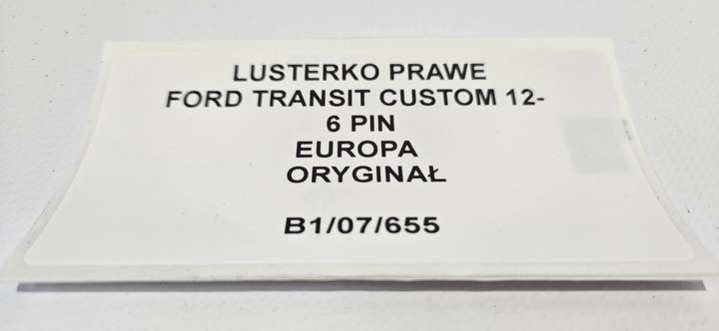 LUSTERKO PRAWE
FORD TRANSIT CUSTOM 12-
6 PIN
EUROPA
ORYGINAŁ
B1/07/655